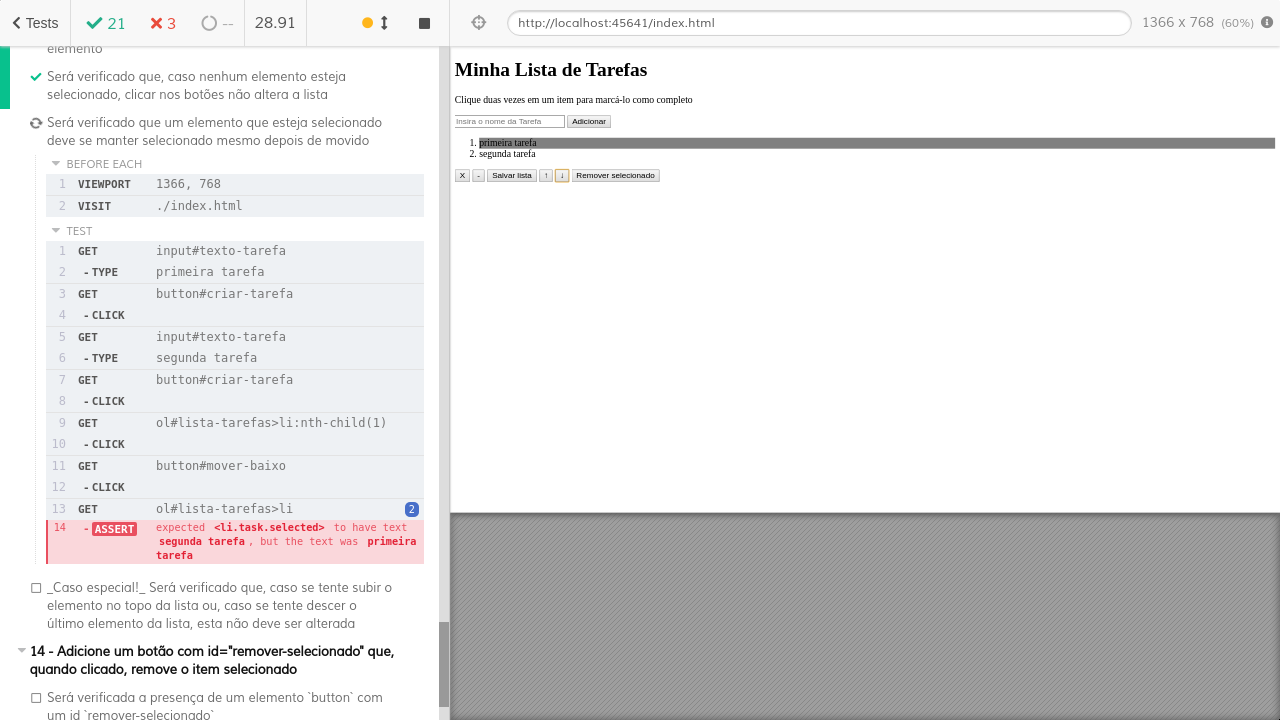 Tests
21
3
--
28.91
http://localhost:45641/index.html
1366 x 768 (60%)
elemento
Será verificado que, caso nenhum elemento esteja
selecionado, clicar nos botões não altera a lista
Será verificado que um elemento que esteja selecionado
deve se manter selecionado mesmo depois de movido
BEFORE EACH
1 VIEWPORT 1366, 768
2 VISIT ./index.html
TEST
1 GET input#texto-tarefa
2 - TYPE primeira tarefa
3 GET button#criar-tarefa
4 - CLICK
5 GET input#texto-tarefa
6 - TYPE segunda tarefa
7 GET button#criar-tarefa
8 - CLICK
9 GET ol#lista-tarefas>li:nth-child(1)
10 - CLICK
11 GET button#mover-baixo
12 - CLICK
13 GET ol#lista-tarefas>li 2
14 - ASSERT expected <li.task.selected> to have text
segunda tarefa , but the text was primeira
tarefa
_Caso especial!_ Será verificado que, caso se tente subir o
elemento no topo da lista ou, caso se tente descer o
último elemento da lista, esta não deve ser alterada
14 - Adicione um botão com id="remover-selecionado" que,
quando clicado, remove o item selecionado
Será verificada a presença de um elemento `button` com
um id `remover-selecionado`
Minha Lista de Tarefas
Clique duas vezes em um item para marcá-lo como completo
Insira o nome da Tarefa Adicionar
1. primeira tarefa
2. segunda tarefa
X - Salvar lista ↑ ↓ Remover selecionado